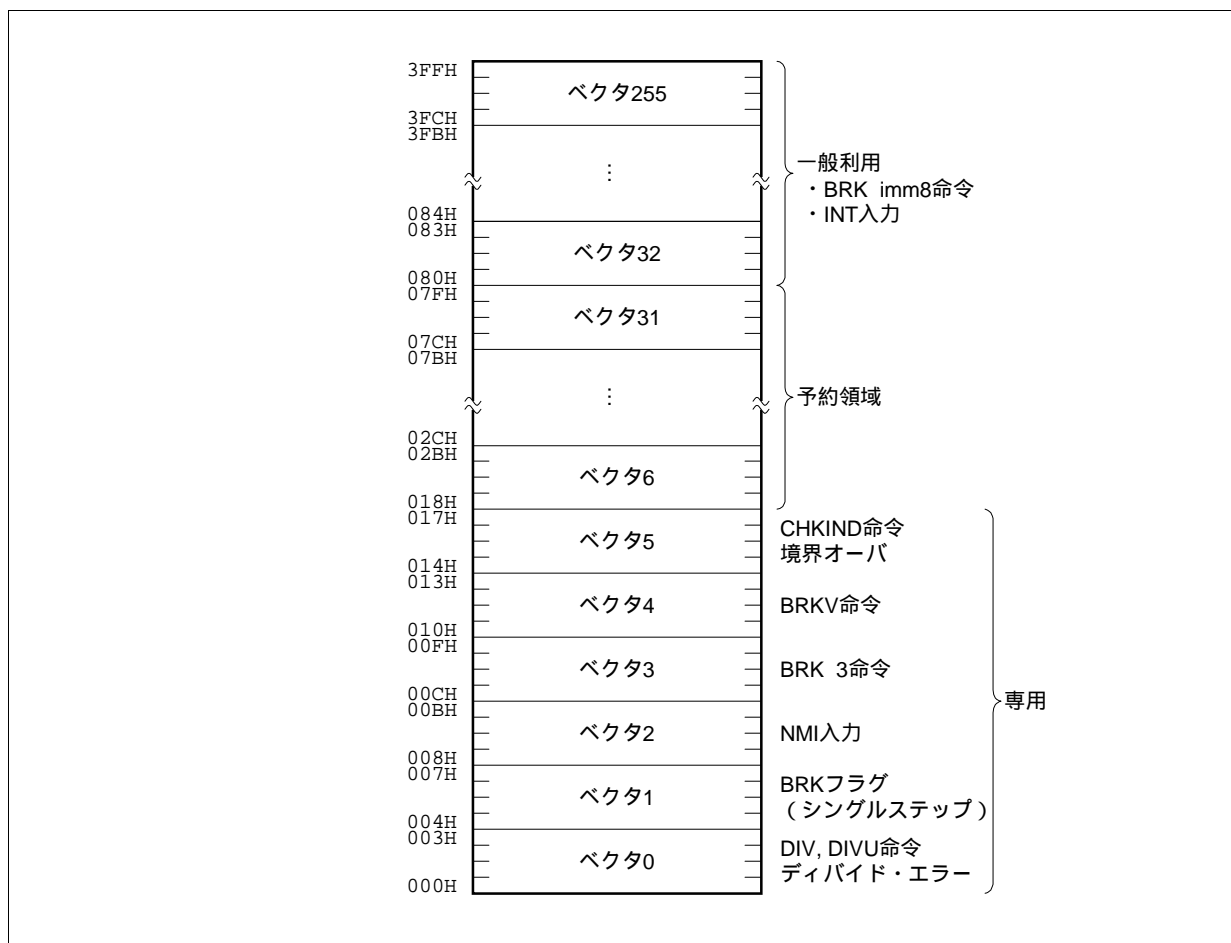 3FFH
ベクタ255
3FCH
3FBH
⋮
一般利用
・BRK imm8命令
・INT入力
084H
083H
ベクタ32
080H
07FH
ベクタ31
07CH
07BH
⋮
予約領域
02CH
02BH
ベクタ6
018H
017H
ベクタ5
CHKIND命令
境界オーバ
014H
013H
ベクタ4
BRKV命令
010H
00FH
ベクタ3
BRK 3命令
00CH
00BH
専用
ベクタ2
NMI入力
008H
007H
ベクタ1
BRKフラグ
(シングルステップ)
004H
003H
ベクタ0
DIV, DIVU命令
ディバイド・エラー
000H